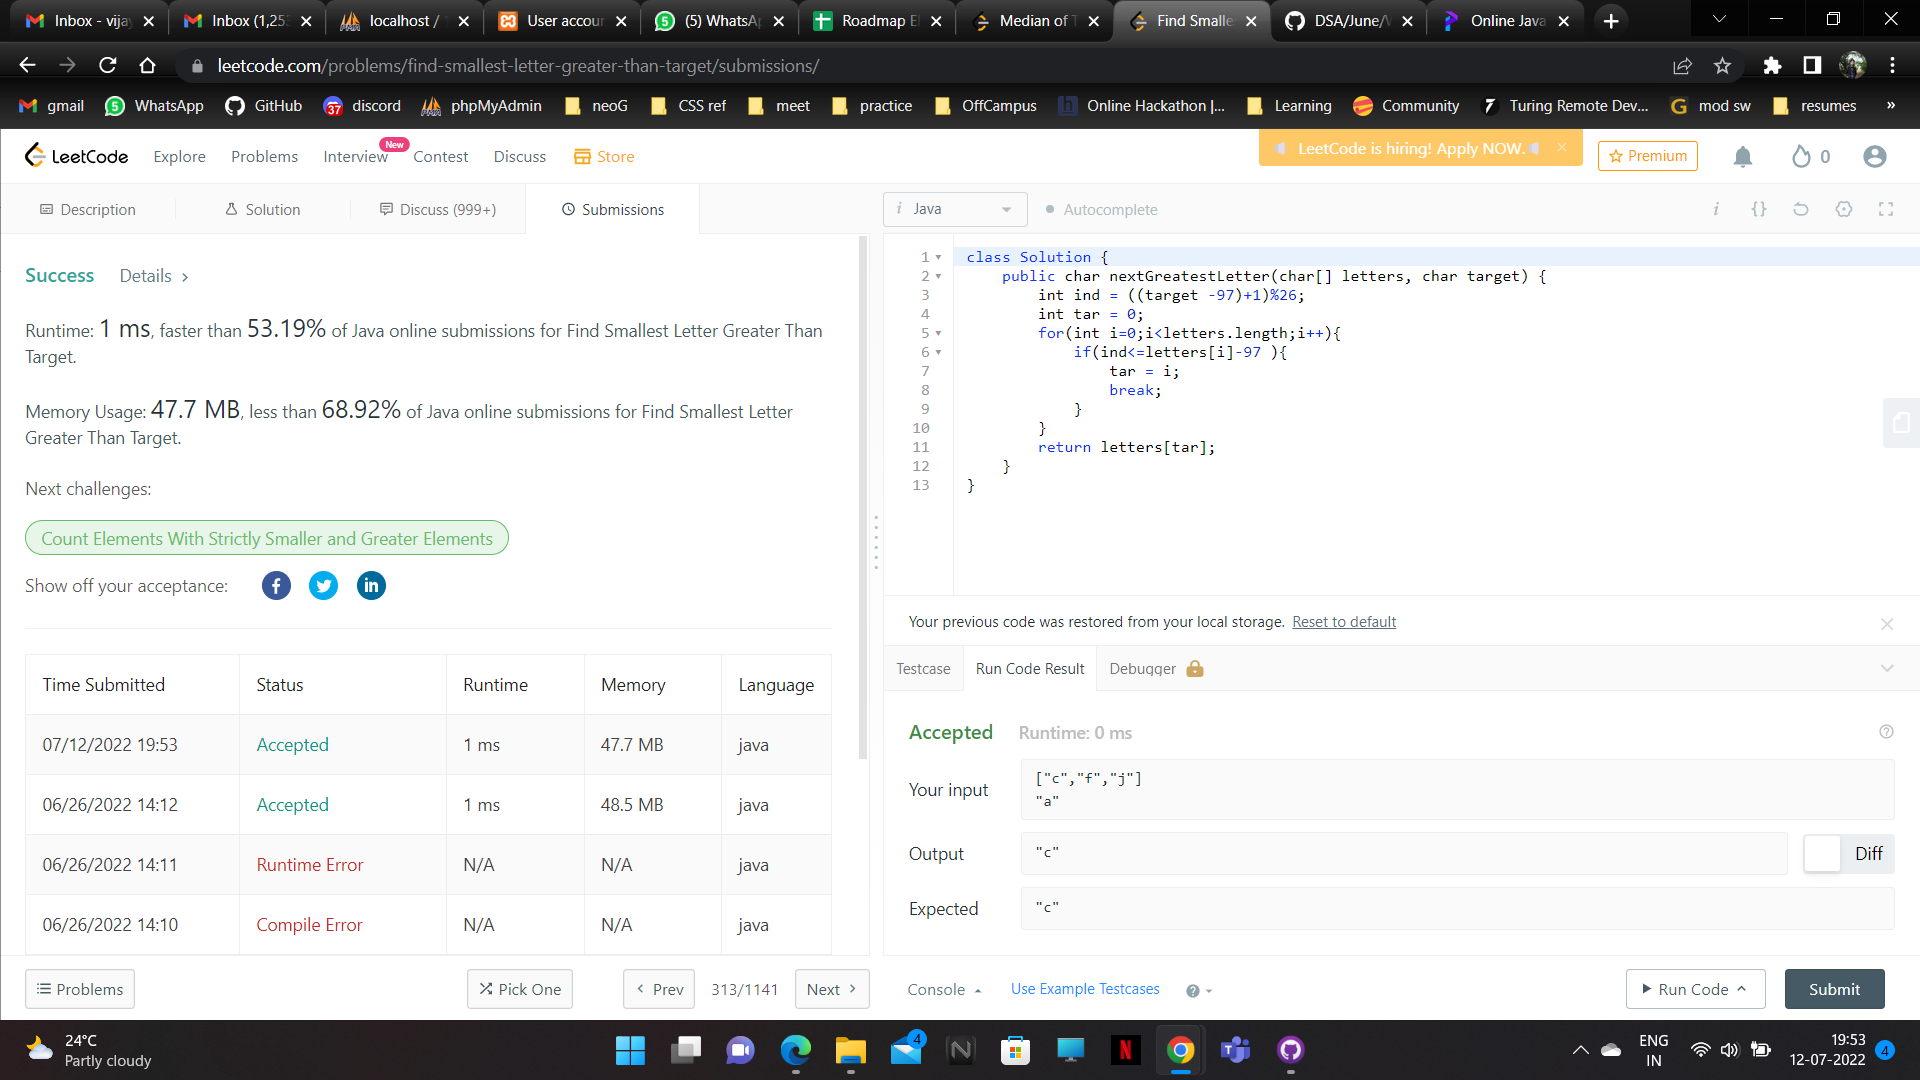 Inbox - vija
Inbox (1,253
localhost /
User accou
(5) WhatsA
Roadmap E
Median of T
Find Smalle
DSA/June/
Online Java
leetcode.com/problems/find-smallest-letter-greater-than-target/submissions/
gmail
WhatsApp
GitHub
37
discord
phpMyAdmin
neoG
CSS ref
meet
practice
OffCampus
Online Hackathon |...
Learning
Community
Turing Remote Dev...
mod sw
resumes
»
LeetCode
Explore
Problems
Interview
New
Contest
Discuss
Store
LeetCode is hiring! Apply NOW.
Premium
0
Description
Solution
Discuss (999+)
Submissions
Java
Autocomplete
Success
Details
Runtime: 1 ms, faster than 53.19% of Java online submissions for Find Smallest Letter Greater Than
Target.
Memory Usage: 47.7 MB, less than 68.92% of Java online submissions for Find Smallest Letter
Greater Than Target.
Next challenges:
Count Elements With Strictly Smaller and Greater Elements
Show off your acceptance:
Time Submitted Status Runtime Memory Language
07/12/2022 19:53 Accepted 1 ms 47.7 MB java
06/26/2022 14:12 Accepted 1 ms 48.5 MB java
06/26/2022 14:11 Runtime Error N/A N/A java
06/26/2022 14:10 Compile Error N/A N/A java
1 class Solution {
2 public char nextGreatestLetter(char[] letters, char target) {
3 int ind = ((target -97)+1)%26;
4 int tar = 0;
5 for(int i=0;i<letters.length;i++){
6 if(ind<=letters[i]-97 ){
7 tar = i;
8 break;
9 }
10 }
11 return letters[tar];
12 }
13 }
Your previous code was restored from your local storage. Reset to default
Testcase
Run Code Result
Debugger
Accepted
Runtime: 0 ms
Your input
["c","f","j"]
"a"
Output
"c"
Diff
Expected
"c"
Problems
Pick One
Prev
313/1141
Next
Console
Use Example Testcases
Run Code
Submit
24°C
Partly cloudy
4
ENG
IN
19:53
12-07-2022
4